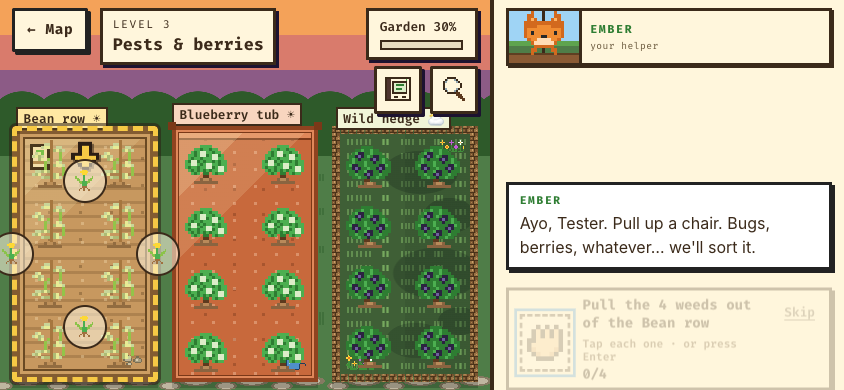 ← Map
LEVEL 3
Pests & berries
Garden 30%
Bean row ☀
Blueberry tub ☀
Wild hedge
EMBER
your helper
EMBER
Ayo, Tester. Pull up a chair. Bugs,
berries, whatever... we'll sort it.
Pull the 4 weeds out
of the Bean row
Skip
Tap each one · or press
Enter
0/4